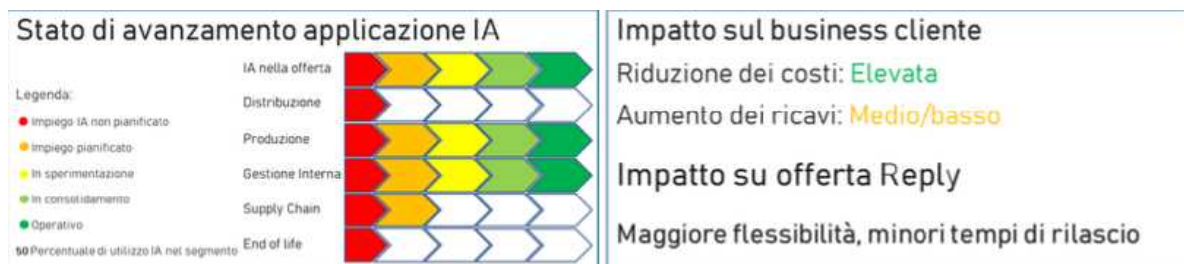 Stato di avanzamento applicazione IA
IA nella offerta
Legenda:
Distribuzione
Impiego IA non pianificato
Produzione
Impiego pianificato
In sperimentazione
Gestione Interna
In consolidamento
Supply Chain
Operativo
50 Percentuale di utilizzo IA nel segmento
End of life
Impatto sul business cliente
Riduzione dei costi: Elevata
Aumento dei ricavi: Medio/basso
Impatto su offerta Reply
Maggiore flessibilità, minori tempi di rilascio